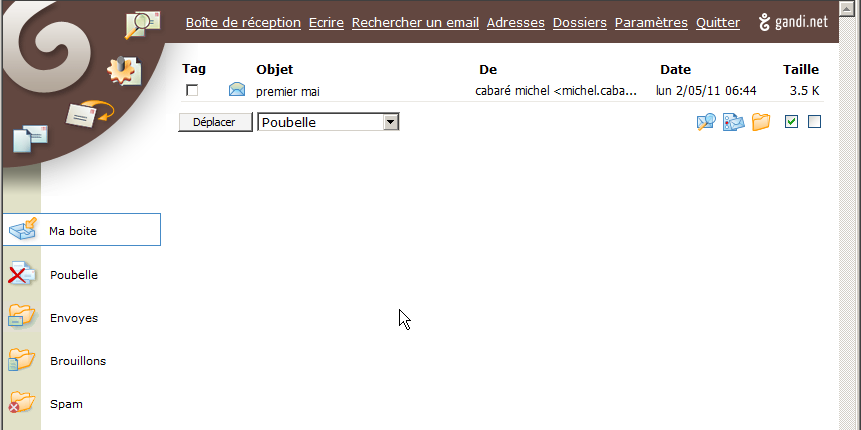 Boîte de réception Ecrire Rechercher un email Adresses Dossiers Paramètres Quitter gandi.net
Tag Objet De Date Taille
premier mai cabaré michel <michel.caba... lun 2/05/11 06:44 3.5 K
Déplacer Poubelle
Ma boite
Poubelle
Envoyes
Brouillons
Spam